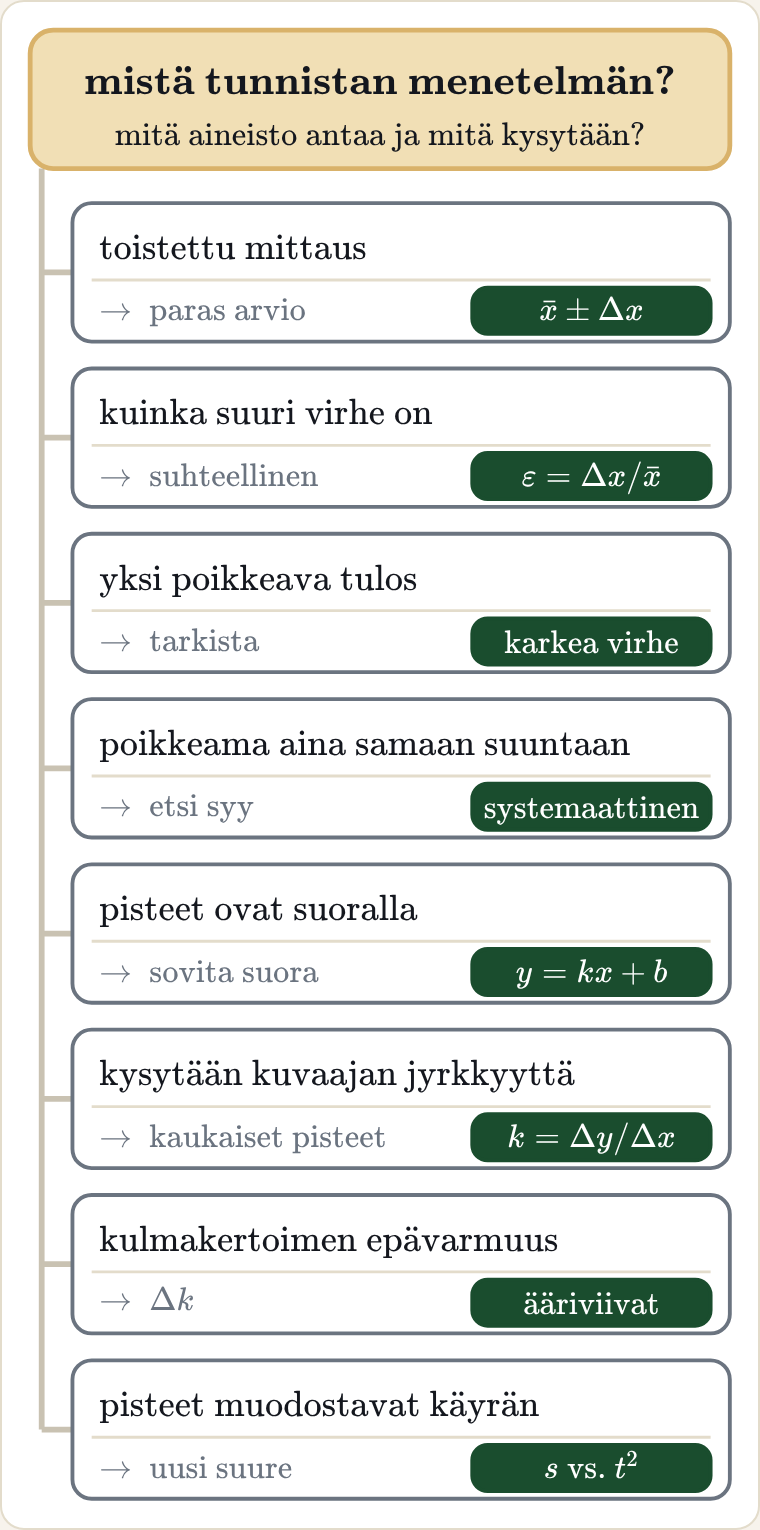 mistä tunnistan menetelmän?
mitä aineisto antaa ja mitä kysytään?
toistettu mittaus
→ paras arvio x̄ ± Δx
kuinka suuri virhe on
→ suhteellinen ε = Δx/x̄
yksi poikkeava tulos
→ tarkista karkea virhe
poikkeama aina samaan suuntaan
→ etsi syy systemaattinen
pisteet ovat suoralla
→ sovita suora y = kx + b
kysytään kuvaajan jyrkkyyttä
→ kaukaiset pisteet k = Δy/Δx
kulmakertoimen epävarmuus
→ Δk ääriviivat
pisteet muodostavat käyrän
→ uusi suure s vs. t²